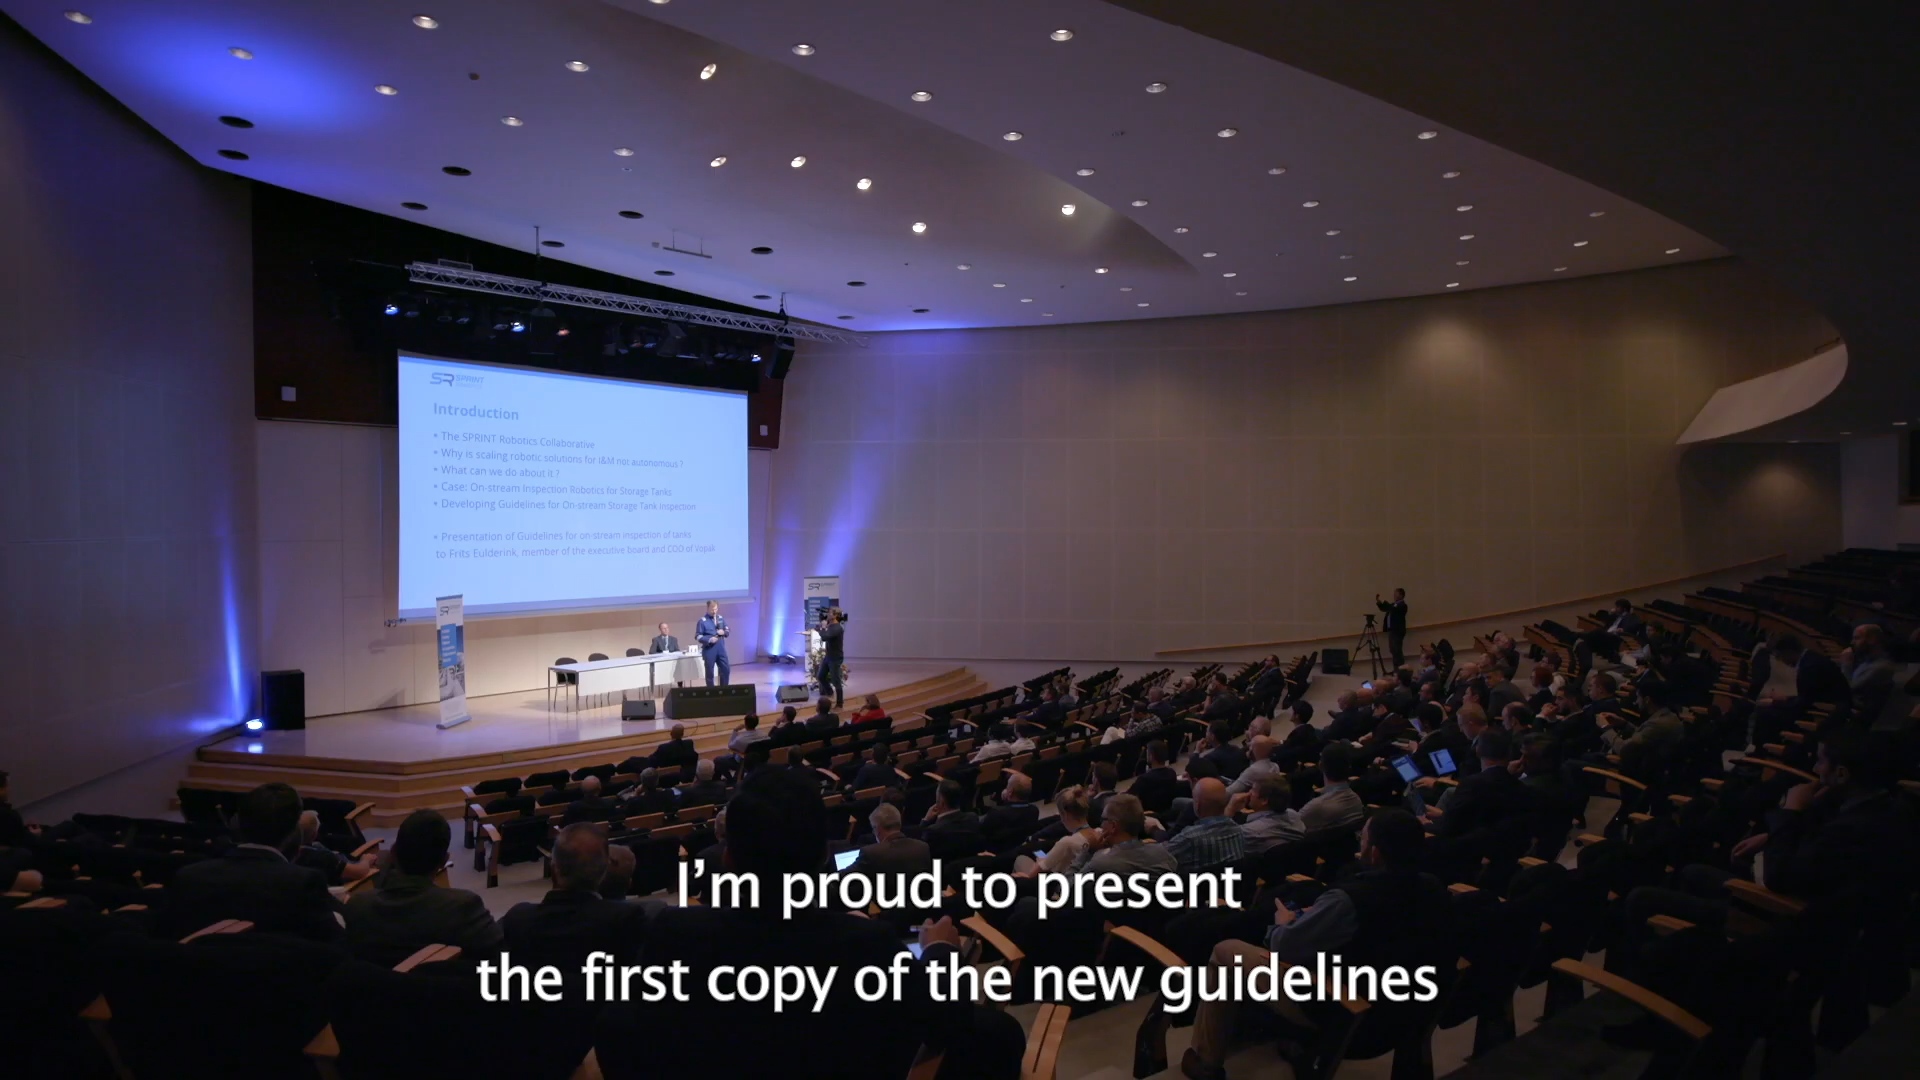 SR SPRINT
Introduction
• The SPRINT Robotics Collaborative
• Why is scaling robotic solutions for I&M not autonomous ?
• What can we do about it ?
• Case: On-stream Inspection Robotics for Storage Tanks
• Developing Guidelines for On-stream Storage Tank Inspection
• Presentation of Guidelines for on-stream inspection of tanks
to Frits Eulderink, member of the executive board and COO of Vopak
SR
SR
I'm proud to present
the first copy of the new guidelines